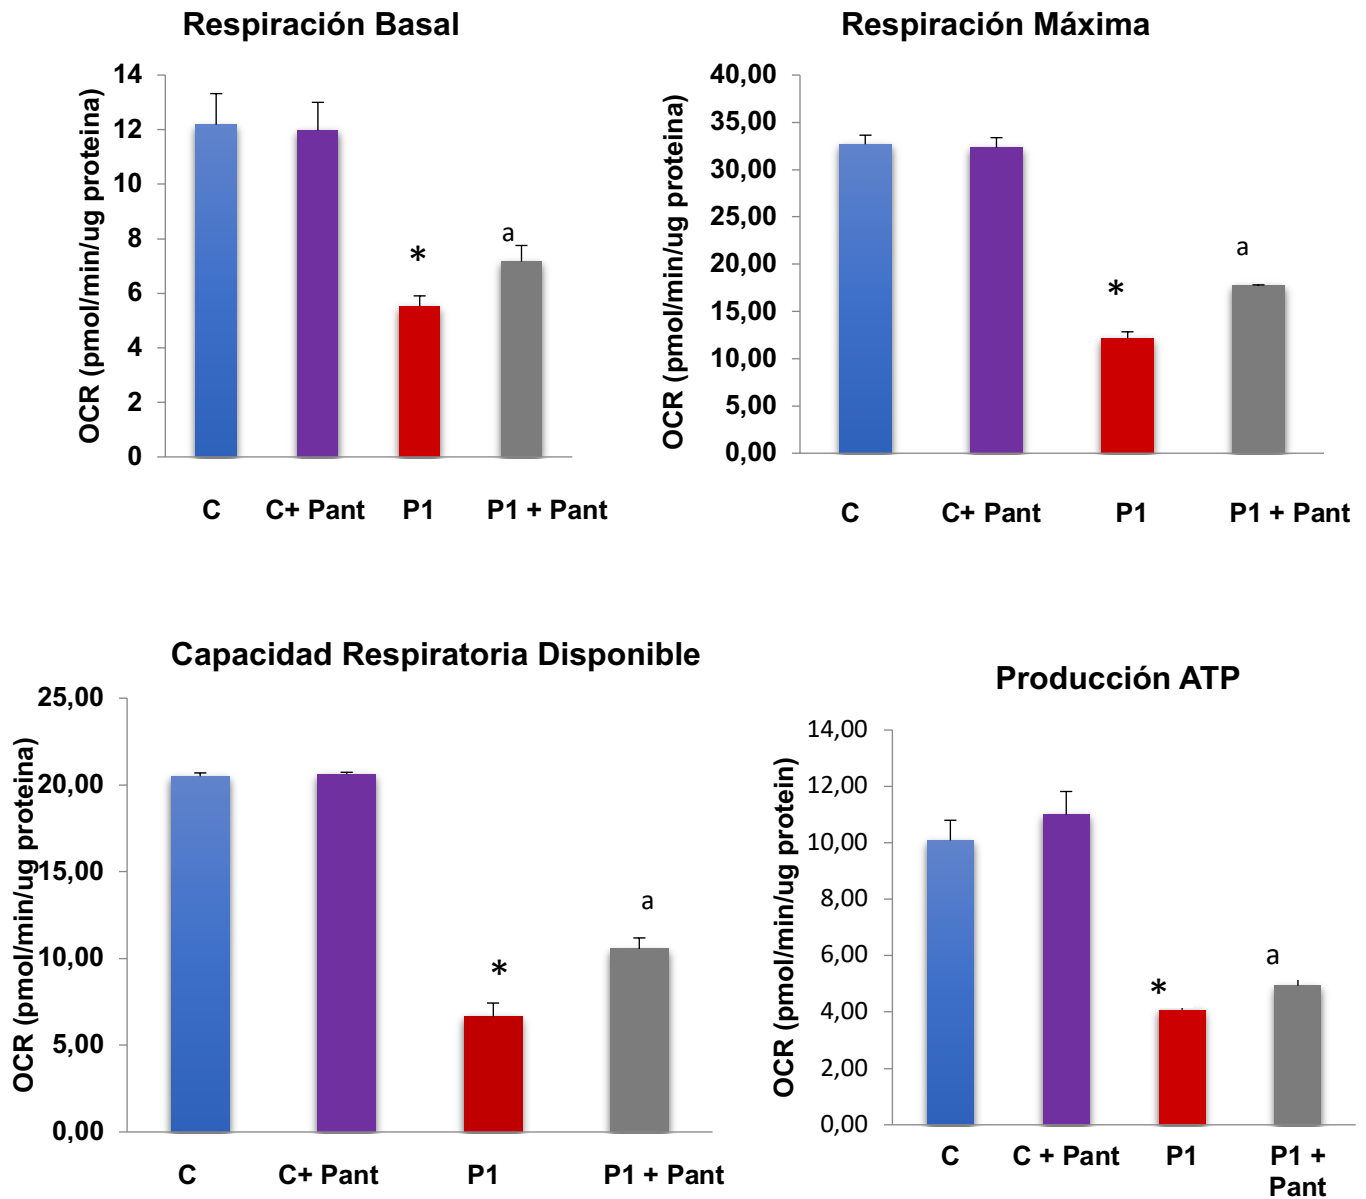 Respiración Basal
OCR (pmol/min/ug proteina)
14
12
10
8
6
4
2
0
*
a
C C+ Pant P1 P1 + Pant
Respiración Máxima
OCR (pmol/min/ug proteina)
40,00
35,00
30,00
25,00
20,00
15,00
10,00
5,00
0,00
*
a
C C+ Pant P1 P1 + Pant
Capacidad Respiratoria Disponible
OCR (pmol/min/ug proteina)
25,00
20,00
15,00
10,00
5,00
0,00
*
a
C C+ Pant P1 P1 + Pant
Producción ATP
OCR (pmol/min/ug protein)
14,00
12,00
10,00
8,00
6,00
4,00
2,00
0,00
*
a
C C + Pant P1 P1 +
Pant